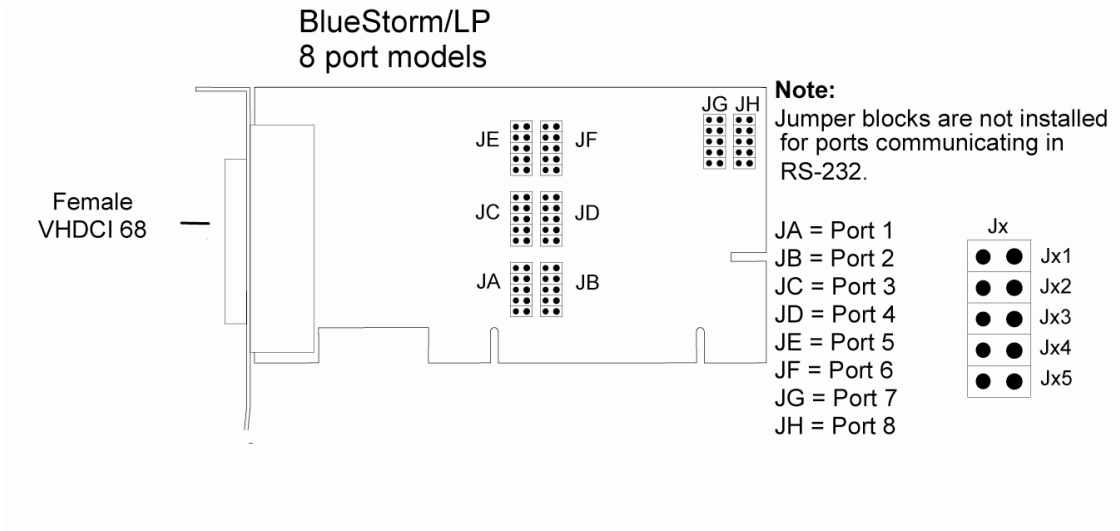 BlueStorm/LP
8 port models
Note:
Jumper blocks are not installed
for ports communicating in
RS-232.
JG JH
JE JF
JC JD
JA JB
Female
VHDCI 68
JA = Port 1
JB = Port 2
JC = Port 3
JD = Port 4
JE = Port 5
JF = Port 6
JG = Port 7
JH = Port 8
Jx
Jx1
Jx2
Jx3
Jx4
Jx5